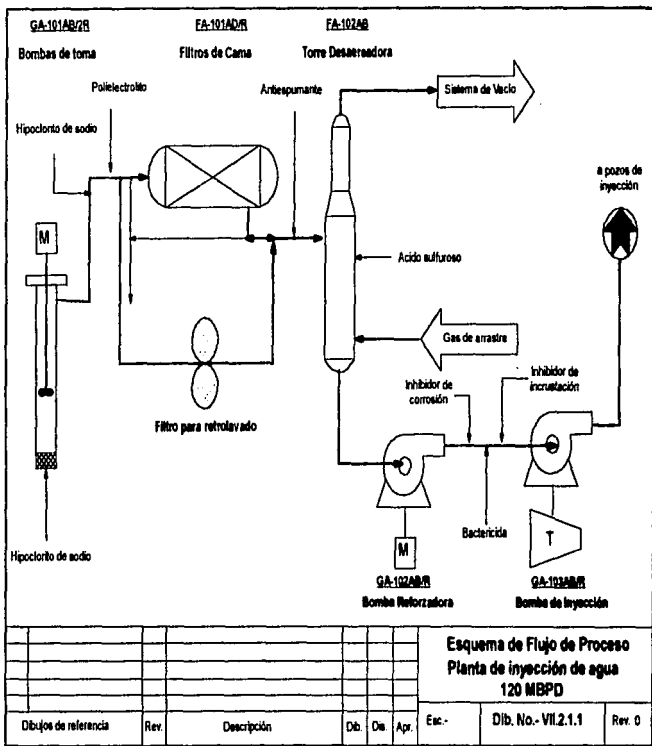 GA-101AB/2R
FA-101AD/R
FA-102AB
Bombas de toma
Filtros de Cama
Torre Desaereadora
Polielectrolito
Antiespumante
Hipoclorito de sodio
Sistema de Vacío
a pozos de
inyección
M
Acido sulfuroso
Gas de arrastre
Inhibidor de
corrosión
Inhibidor de
incrustación
Filtro para retrolavado
Hipoclorito de sodio
Bactericida
M
T
GA-102AB/R
GA-103AB/R
Bomba Reforzadora
Bomba de Inyección
Esquema de Flujo de Proceso
Planta de inyección de agua
120 MBPD
Dibujos de referencia
Rev.
Descripción
Dib.
Dis.
Apr.
Esc.-
Dib. No.- VII.2.1.1
Rev. 0